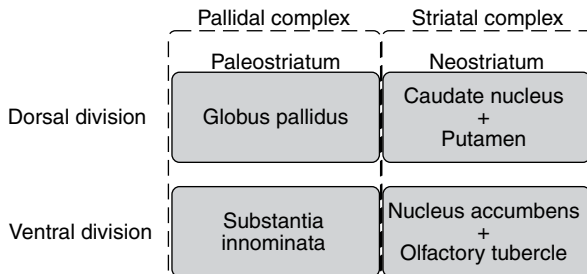 Pallidal complex Striatal complex
Paleostriatum Neostriatum
Dorsal division
Globus pallidus
Caudate nucleus
+
Putamen
Ventral division
Substantia
innominata
Nucleus accumbens
+
Olfactory tubercle